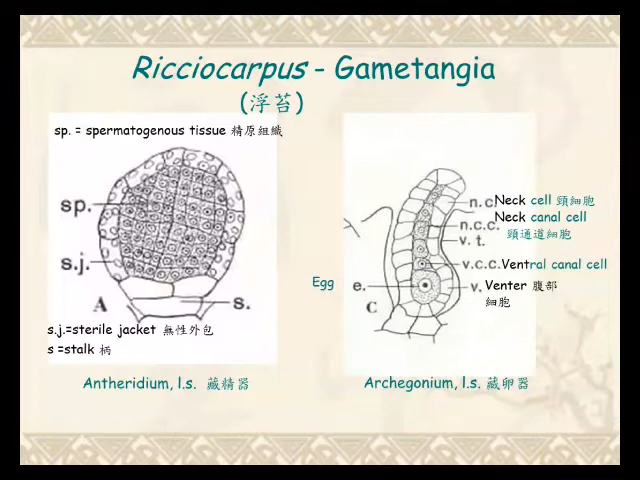 Ricciocarpus - Gametangia
(浮苔)
sp. = spermatogenous tissue 精原組織
sp.
s.j.
A
s.
s.j.=sterile jacket 無性外包
s =stalk 柄
Antheridium, l.s. 藏精器
n.c.
Neck cell 頸細胞
n.c.c.
Neck canal cell
頸通道細胞
v. t.
v.c.c.
Ventral canal cell
Egg
e.
v.
Venter 腹部
細胞
C
Archegonium, l.s. 藏卵器